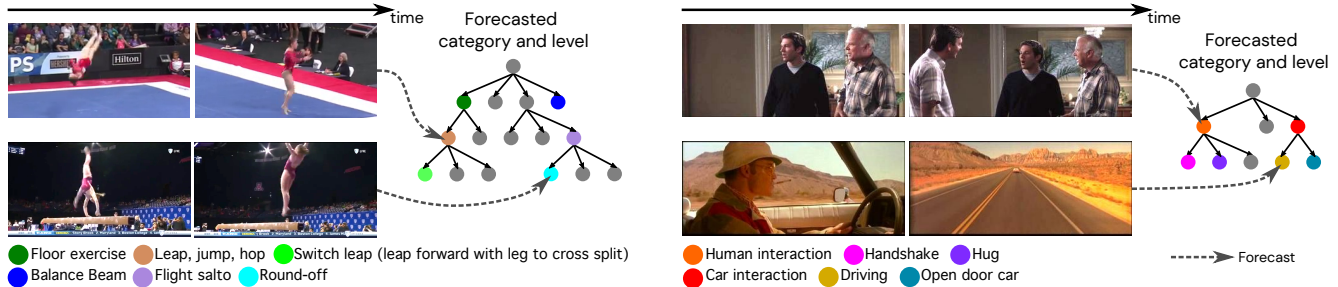 time
Forecasted
category and level
PS
HERSHEY'S
Hilton
Floor exercise
Leap, jump, hop
Switch leap (leap forward with leg to cross split)
Balance Beam
Flight salto
Round-off
time
Forecasted
category and level
Human interaction
Handshake
Hug
Car interaction
Driving
Open door car
Forecast